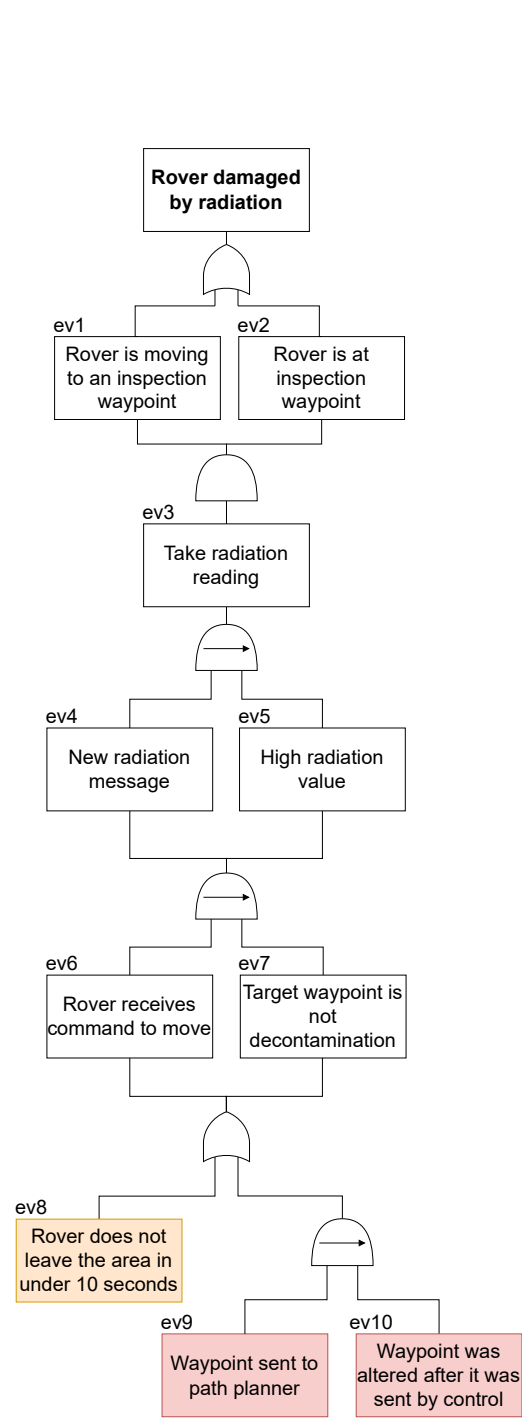 Rover damaged
by radiation
ev1
Rover is moving
to an inspection
waypoint
ev2
Rover is at
inspection
waypoint
ev3
Take radiation
reading
ev4
New radiation
message
ev5
High radiation
value
ev6
Rover receives
command to move
ev7
Target waypoint is
not
decontamination
ev8
Rover does not
leave the area in
under 10 seconds
ev9
Waypoint sent to
path planner
ev10
Waypoint was
altered after it was
sent by control